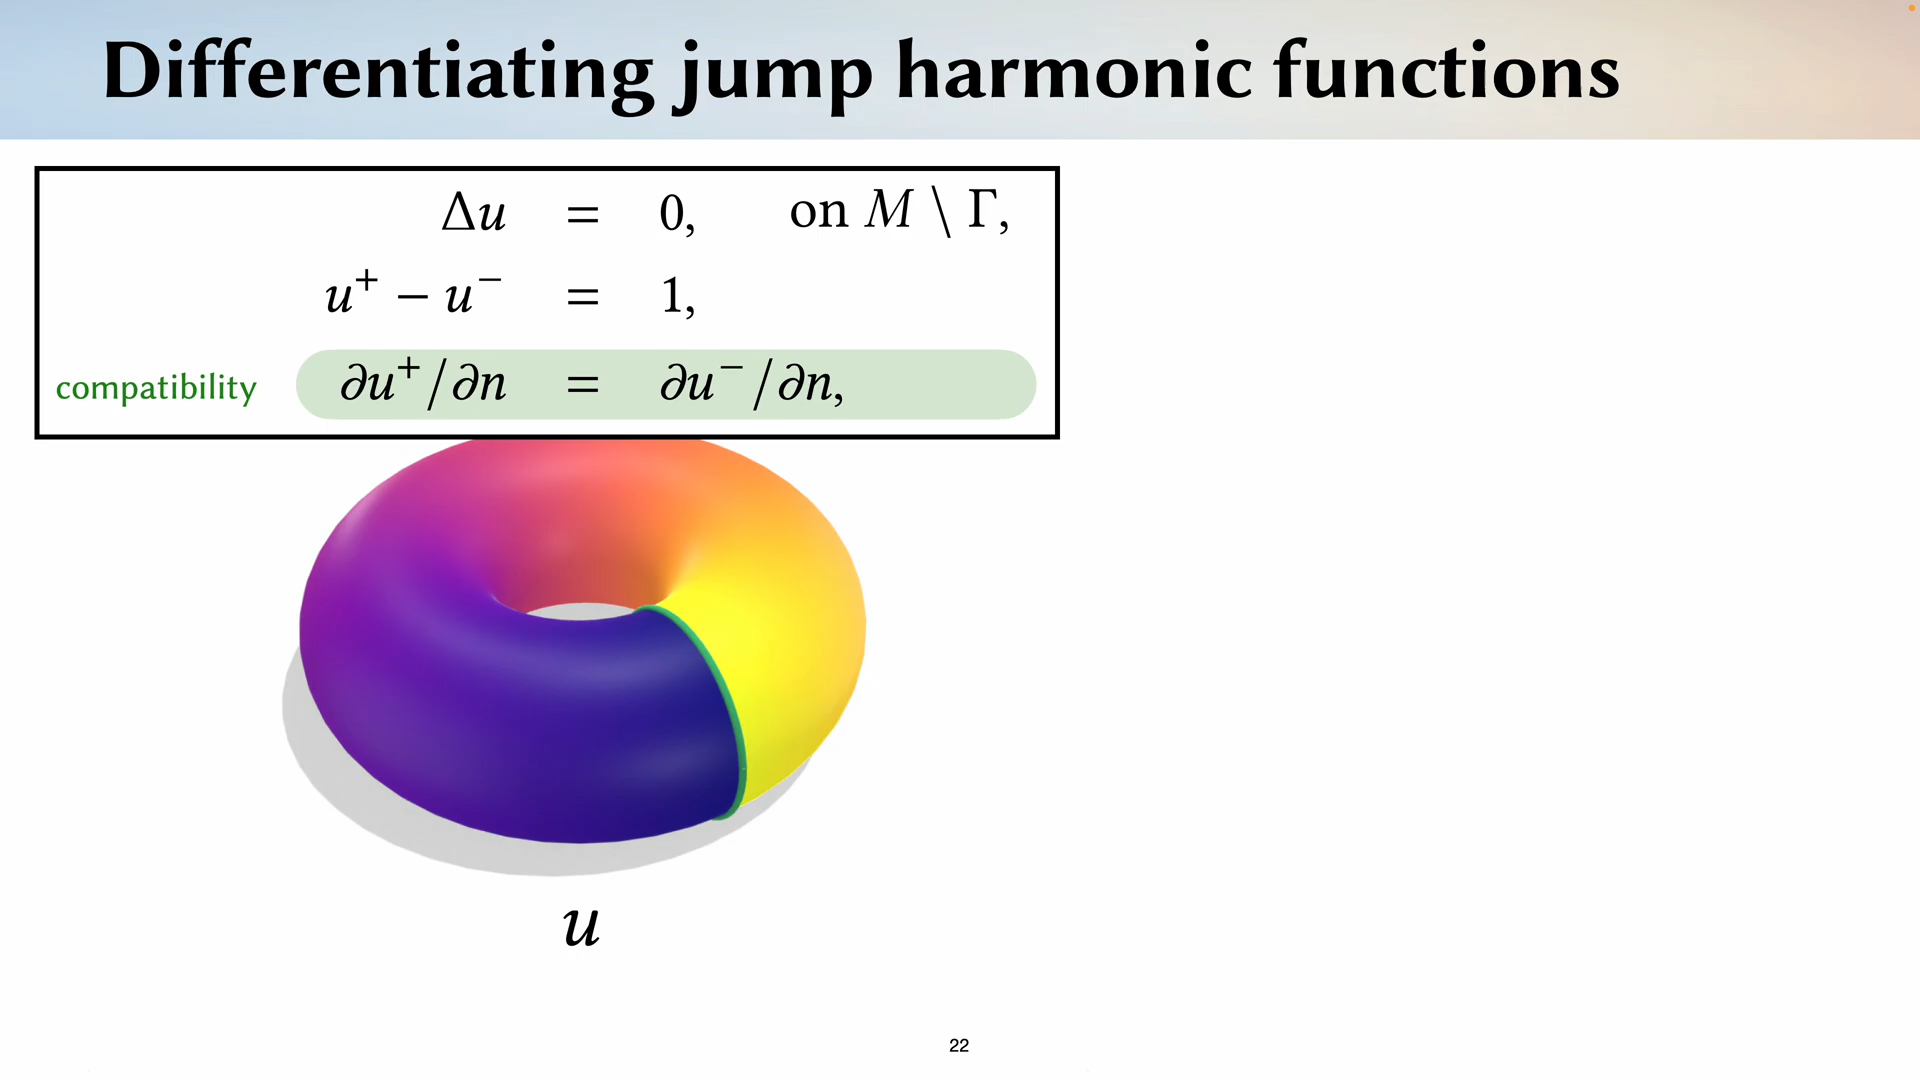 Differentiating jump harmonic functions
Δu = 0, on M \ Γ,
u⁺ − u⁻ = 1,
compatibility ∂u⁺/∂n = ∂u⁻/∂n,
u
22